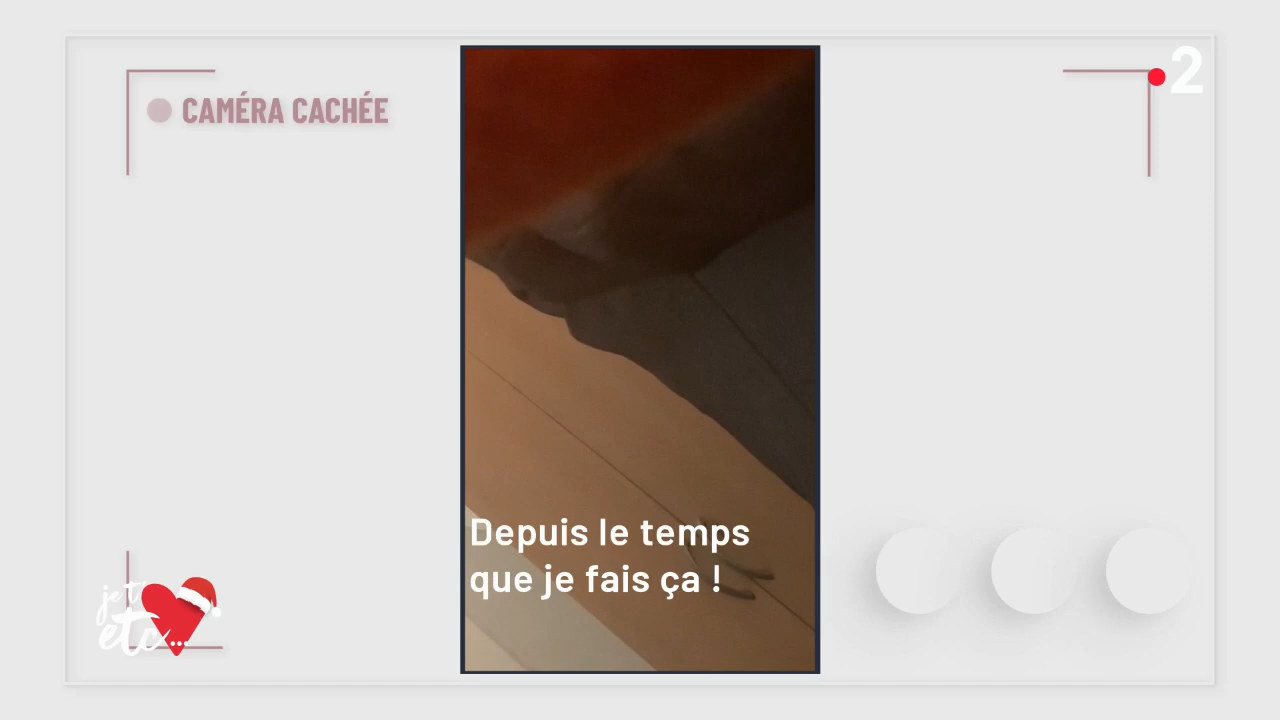 CAMÉRA CACHÉE
2
Depuis le temps
que je fais ça !
je t'
etc...